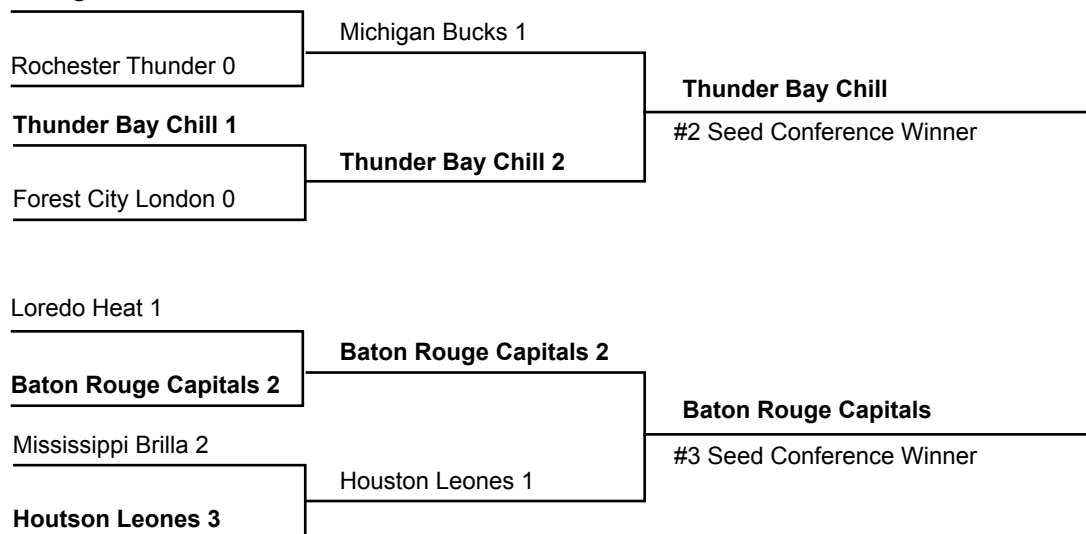 Michigan Bucks 1
Rochester Thunder 0
Thunder Bay Chill
Thunder Bay Chill 1
#2 Seed Conference Winner
Thunder Bay Chill 2
Forest City London 0
Loredo Heat 1
Baton Rouge Capitals 2
Baton Rouge Capitals 2
Baton Rouge Capitals
Mississippi Brilla 2
#3 Seed Conference Winner
Houston Leones 1
Houtson Leones 3